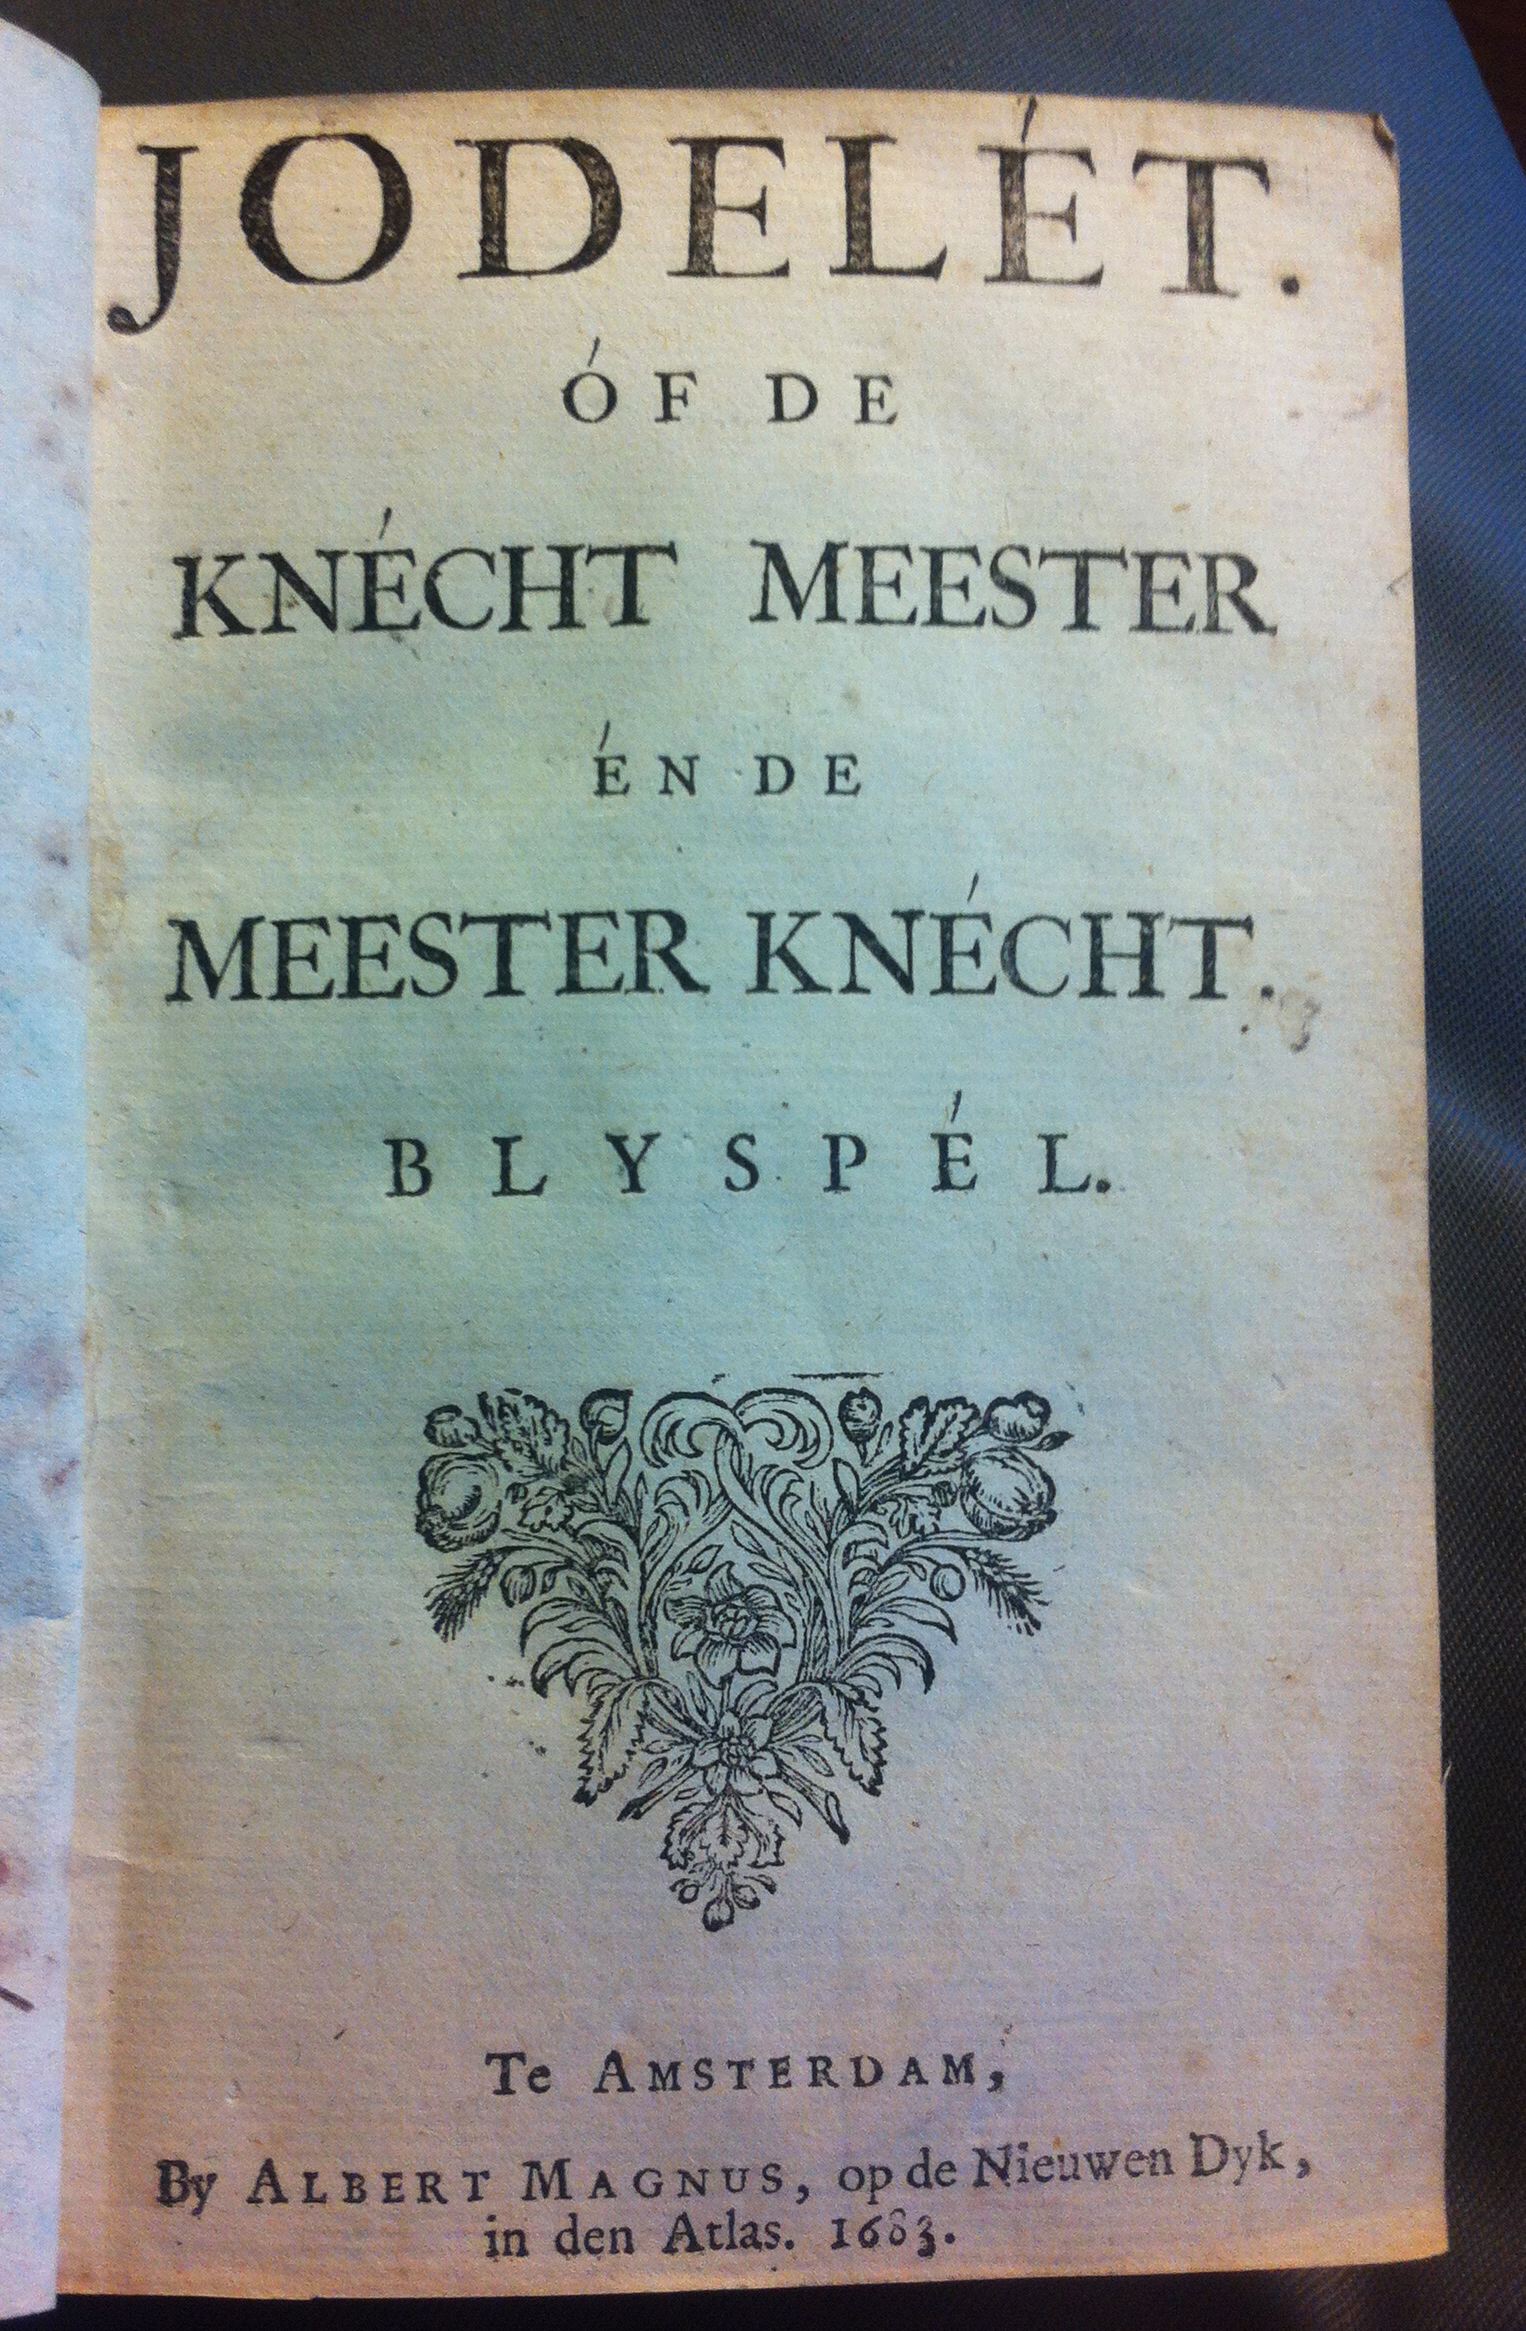 JODELÉT.
ÓF DE
KNÉCHT MEESTER
ÉN DE
MEESTER KNÉCHT.
BLYSPÉL.
Te AMSTERDAM,
By ALBERT MAGNUS, op de Nieuwen Dyk,
in den Atlas. 1683.